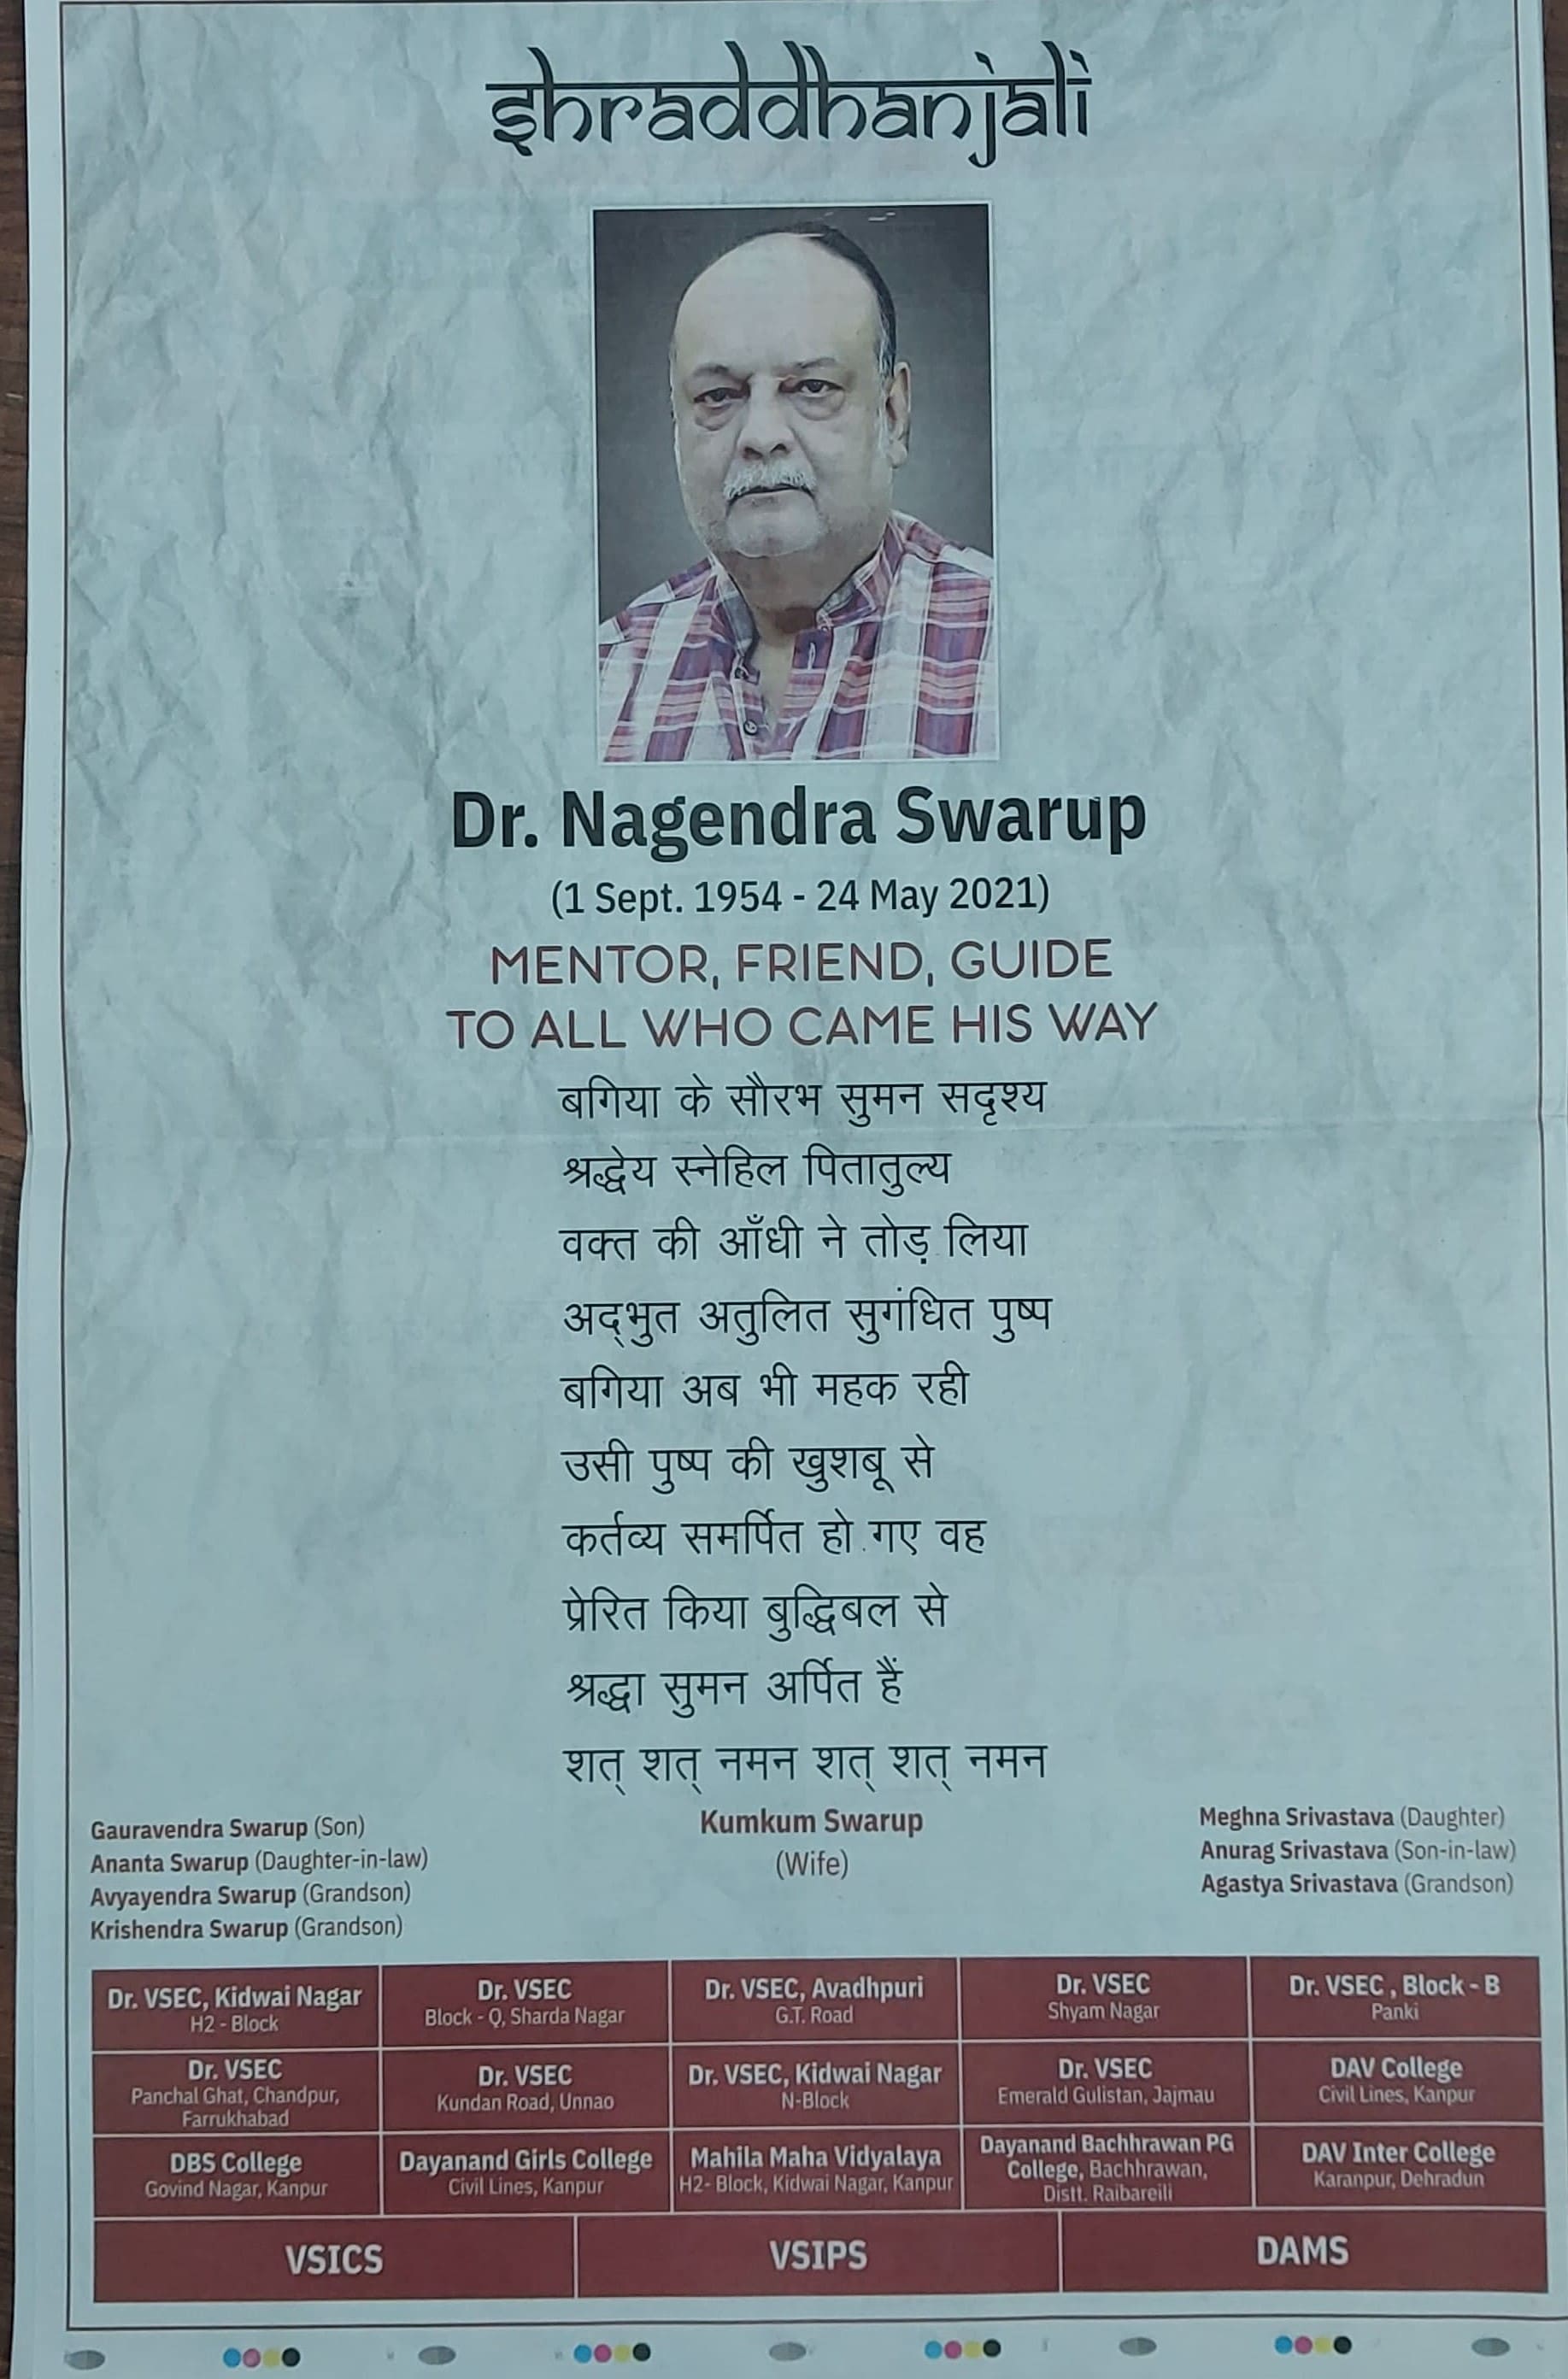 Shraddhanjali
Dr. Nagendra Swarup
(1 Sept. 1954 - 24 May 2021)
MENTOR, FRIEND, GUIDE
TO ALL WHO CAME HIS WAY
बगिया के सौरभ सुमन सदृश्य
श्रद्धेय स्नेहिल पितातुल्य
वक्त की आँधी ने तोड़ लिया
अद्‌भुत अतुलित सुगंधित पुष्प
बगिया अब भी महक रही
उसी पुष्प की खुशबू से
कर्तव्य समर्पित हो गए वह
प्रेरित किया बुद्धिबल से
श्रद्धा सुमन अर्पित हैं
शत् शत् नमन शत् शत् नमन
Gauravendra Swarup (Son)
Ananta Swarup (Daughter-in-law)
Avyayendra Swarup (Grandson)
Krishendra Swarup (Grandson)
Kumkum Swarup
(Wife)
Meghna Srivastava (Daughter)
Anurag Srivastava (Son-in-law)
Agastya Srivastava (Grandson)
Dr. VSEC, Kidwai Nagar
H2 - Block
Dr. VSEC
Block - Q, Sharda Nagar
Dr. VSEC, Avadhpuri
G.T. Road
Dr. VSEC
Shyam Nagar
Dr. VSEC , Block - B
Panki
Dr. VSEC
Panchal Ghat, Chandpur,
Farrukhabad
Dr. VSEC
Kundan Road, Unnao
Dr. VSEC, Kidwai Nagar
N-Block
Dr. VSEC
Emerald Gulistan, Jajmau
DAV College
Civil Lines, Kanpur
DBS College
Govind Nagar, Kanpur
Dayanand Girls College
Civil Lines, Kanpur
Mahila Maha Vidyalaya
H2- Block, Kidwai Nagar, Kanpur
Dayanand Bachhrawan PG
College, Bachhrawan,
Distt. Raibareili
DAV Inter College
Karanpur, Dehradun
VSICS
VSIPS
DAMS